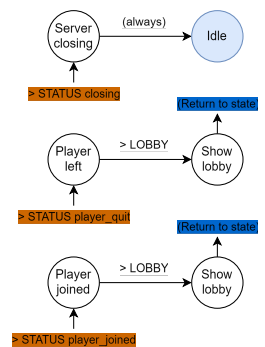 (always)
Server
closing
Idle
> STATUS closing
(Return to state)
Player
left
> LOBBY
Show
lobby
> STATUS player_quit
(Return to state)
Player
joined
> LOBBY
Show
lobby
> STATUS player_joined